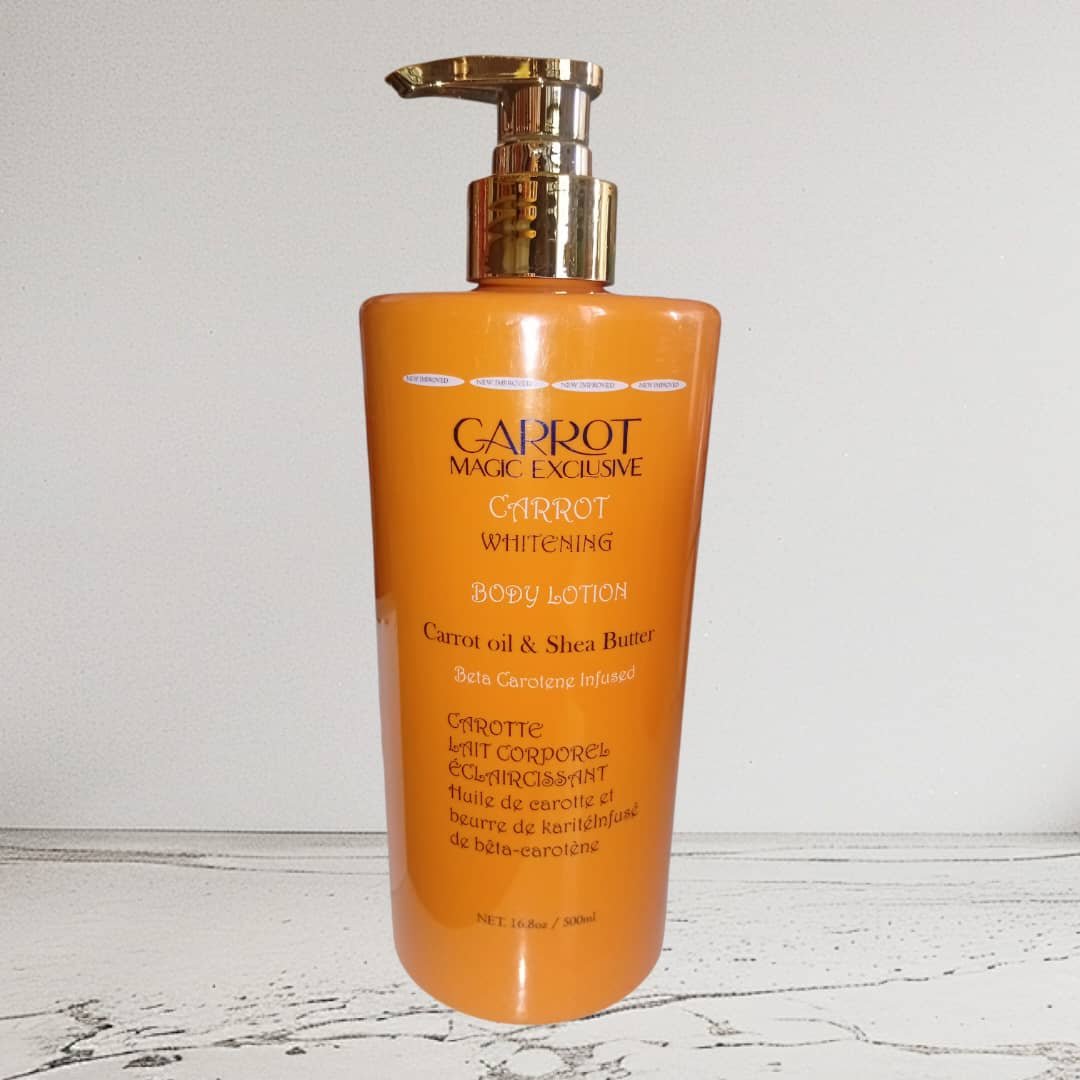 NEW IMPROVED NEW IMPROVED NEW IMPROVED NEW IMPROVED
CARROT
MAGIC EXCLUSIVE
CARROT
WHITENING
BODY LOTION
Carrot oil & Shea Butter
Beta Carotene Infused
CAROTTE
LAIT CORPOREL
ÉCLAIRCISSANT
Huile de carotte et
beurre de karitéInfusé
de bêta-carotène
NET. 16.8oz / 500ml